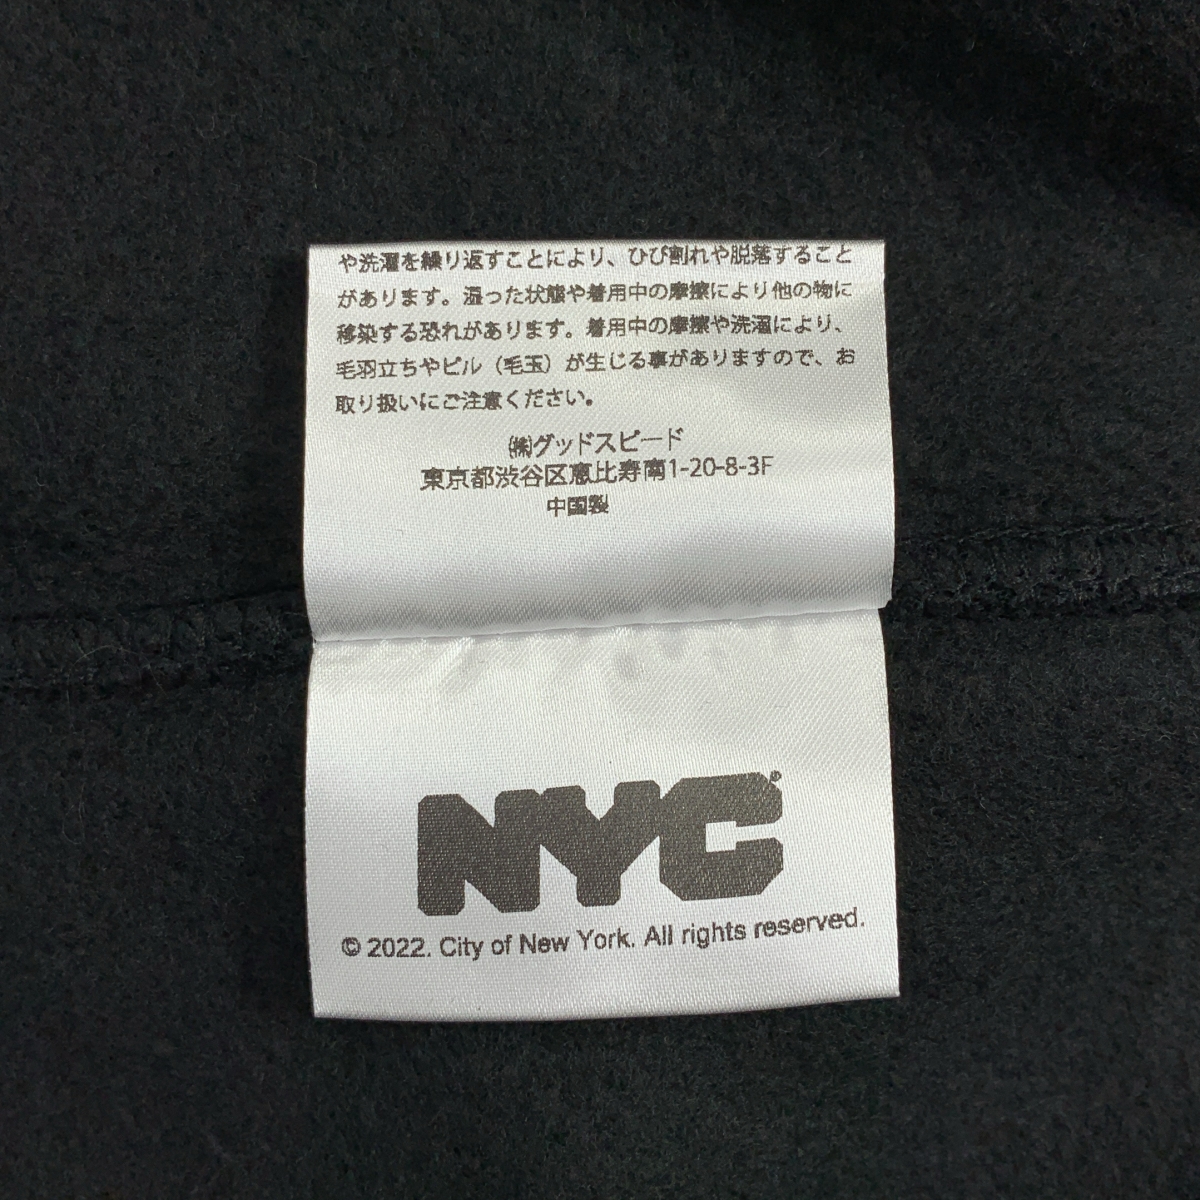 や洗濯を繰り返すことにより、ひび割れや脱落すること
があります。湿った状態や着用中の摩擦により他の物に
移染する恐れがあります。着用中の摩擦や洗濯により、
毛羽立ちやピル（毛玉）が生じる事がありますので、お
取り扱いにご注意ください。
㈱グッドスピード
東京都渋谷区恵比寿南1-20-8-3F
中国製
NYC®
© 2022. City of New York. All rights reserved.